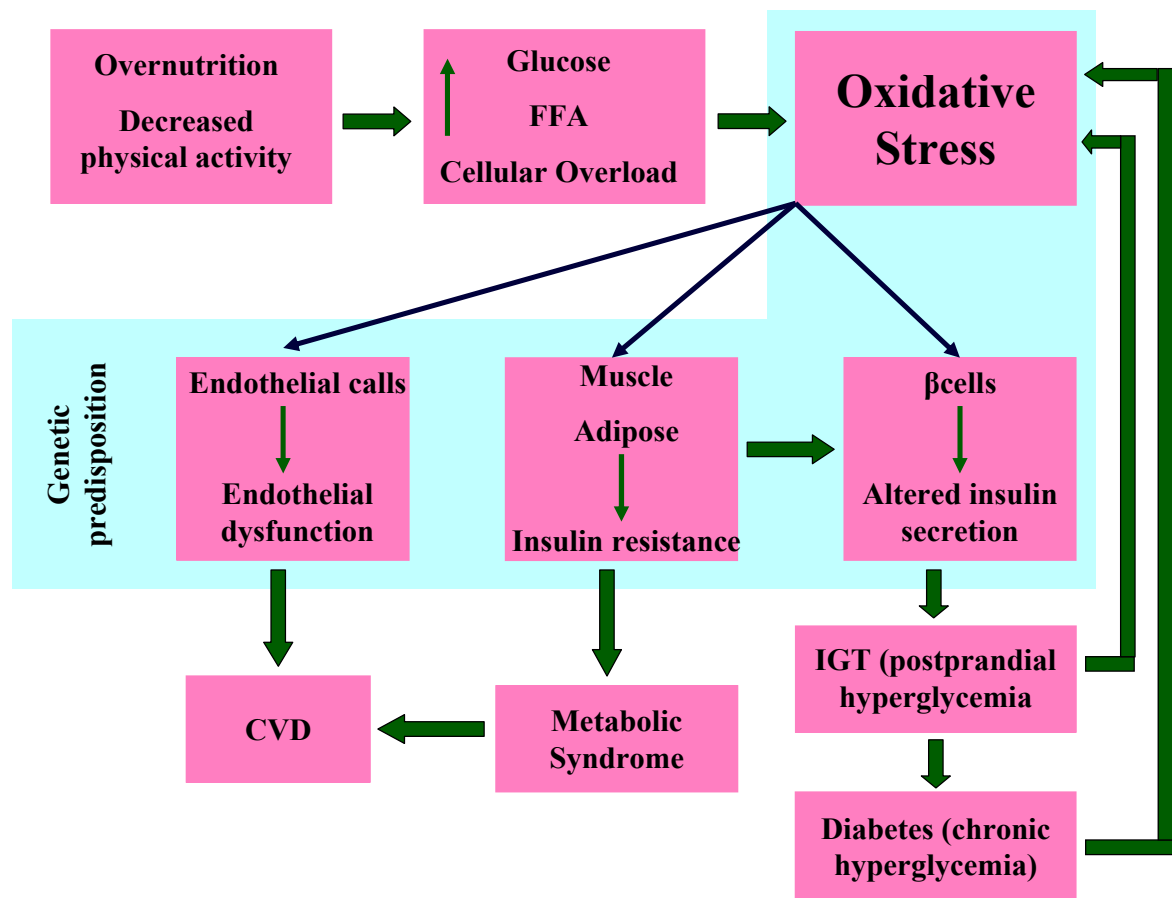 Overnutrition
Decreased
physical activity
Glucose
FFA
Cellular Overload
Oxidative
Stress
Genetic
predisposition
Endothelial calls
Endothelial
dysfunction
Muscle
Adipose
Insulin resistance
βcells
Altered insulin
secretion
CVD
Metabolic
Syndrome
IGT (postprandial
hyperglycemia
Diabetes (chronic
hyperglycemia)